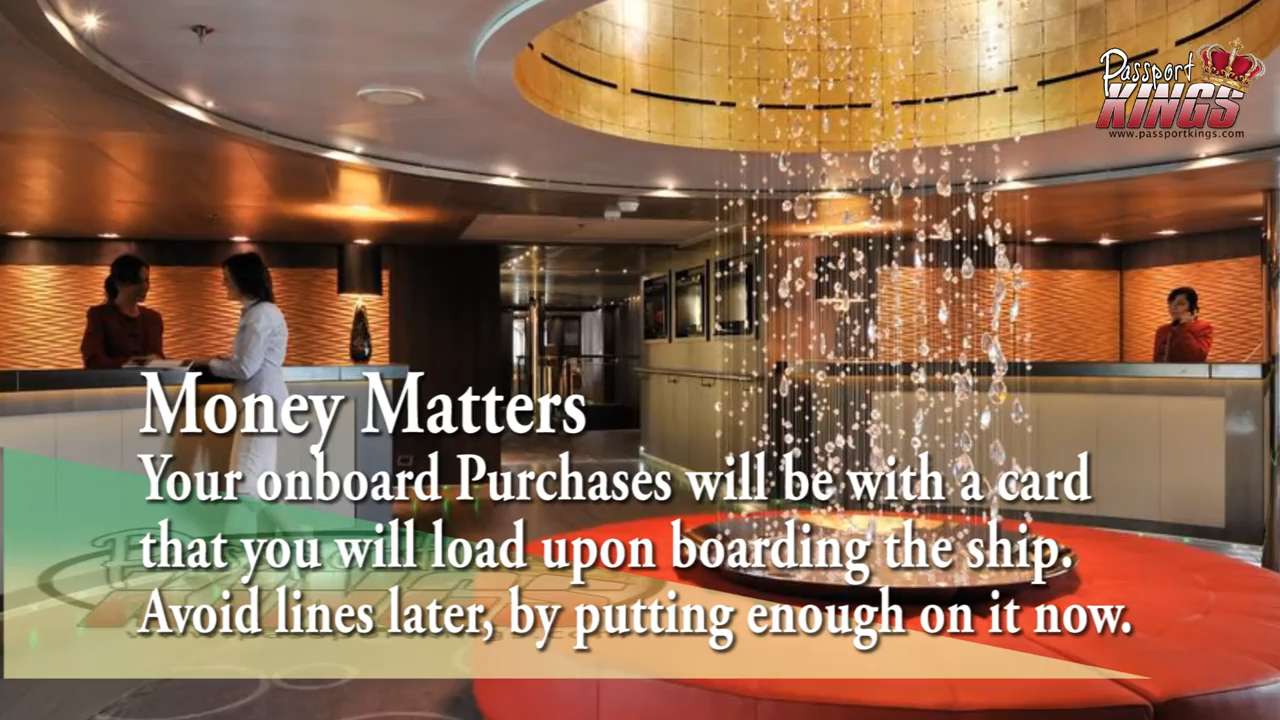 Passport
KINGS
www.passportkings.com
Money Matters
Your onboard Purchases will be with a card
that you will load upon boarding the ship.
Avoid lines later, by putting enough on it now.